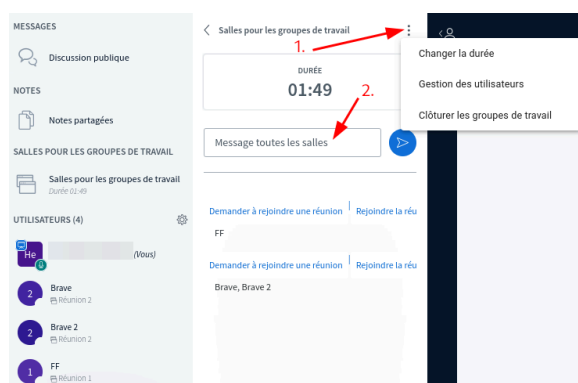 MESSAGES
Discussion publique
NOTES
Notes partagées
SALLES POUR LES GROUPES DE TRAVAIL
Salles pour les groupes de travail
Durée 01:49
UTILISATEURS (4)
He
(Vous)
2
Brave
Réunion 2
2
Brave 2
Réunion 2
1
FF
Réunion 1
Salles pour les groupes de travail
1.
DURÉE
01:49
2.
Message toutes les salles
Demander à rejoindre une réunion
Rejoindre la réu
FF
Demander à rejoindre une réunion
Rejoindre la réu
Brave, Brave 2
Changer la durée
Gestion des utilisateurs
Clôturer les groupes de travail